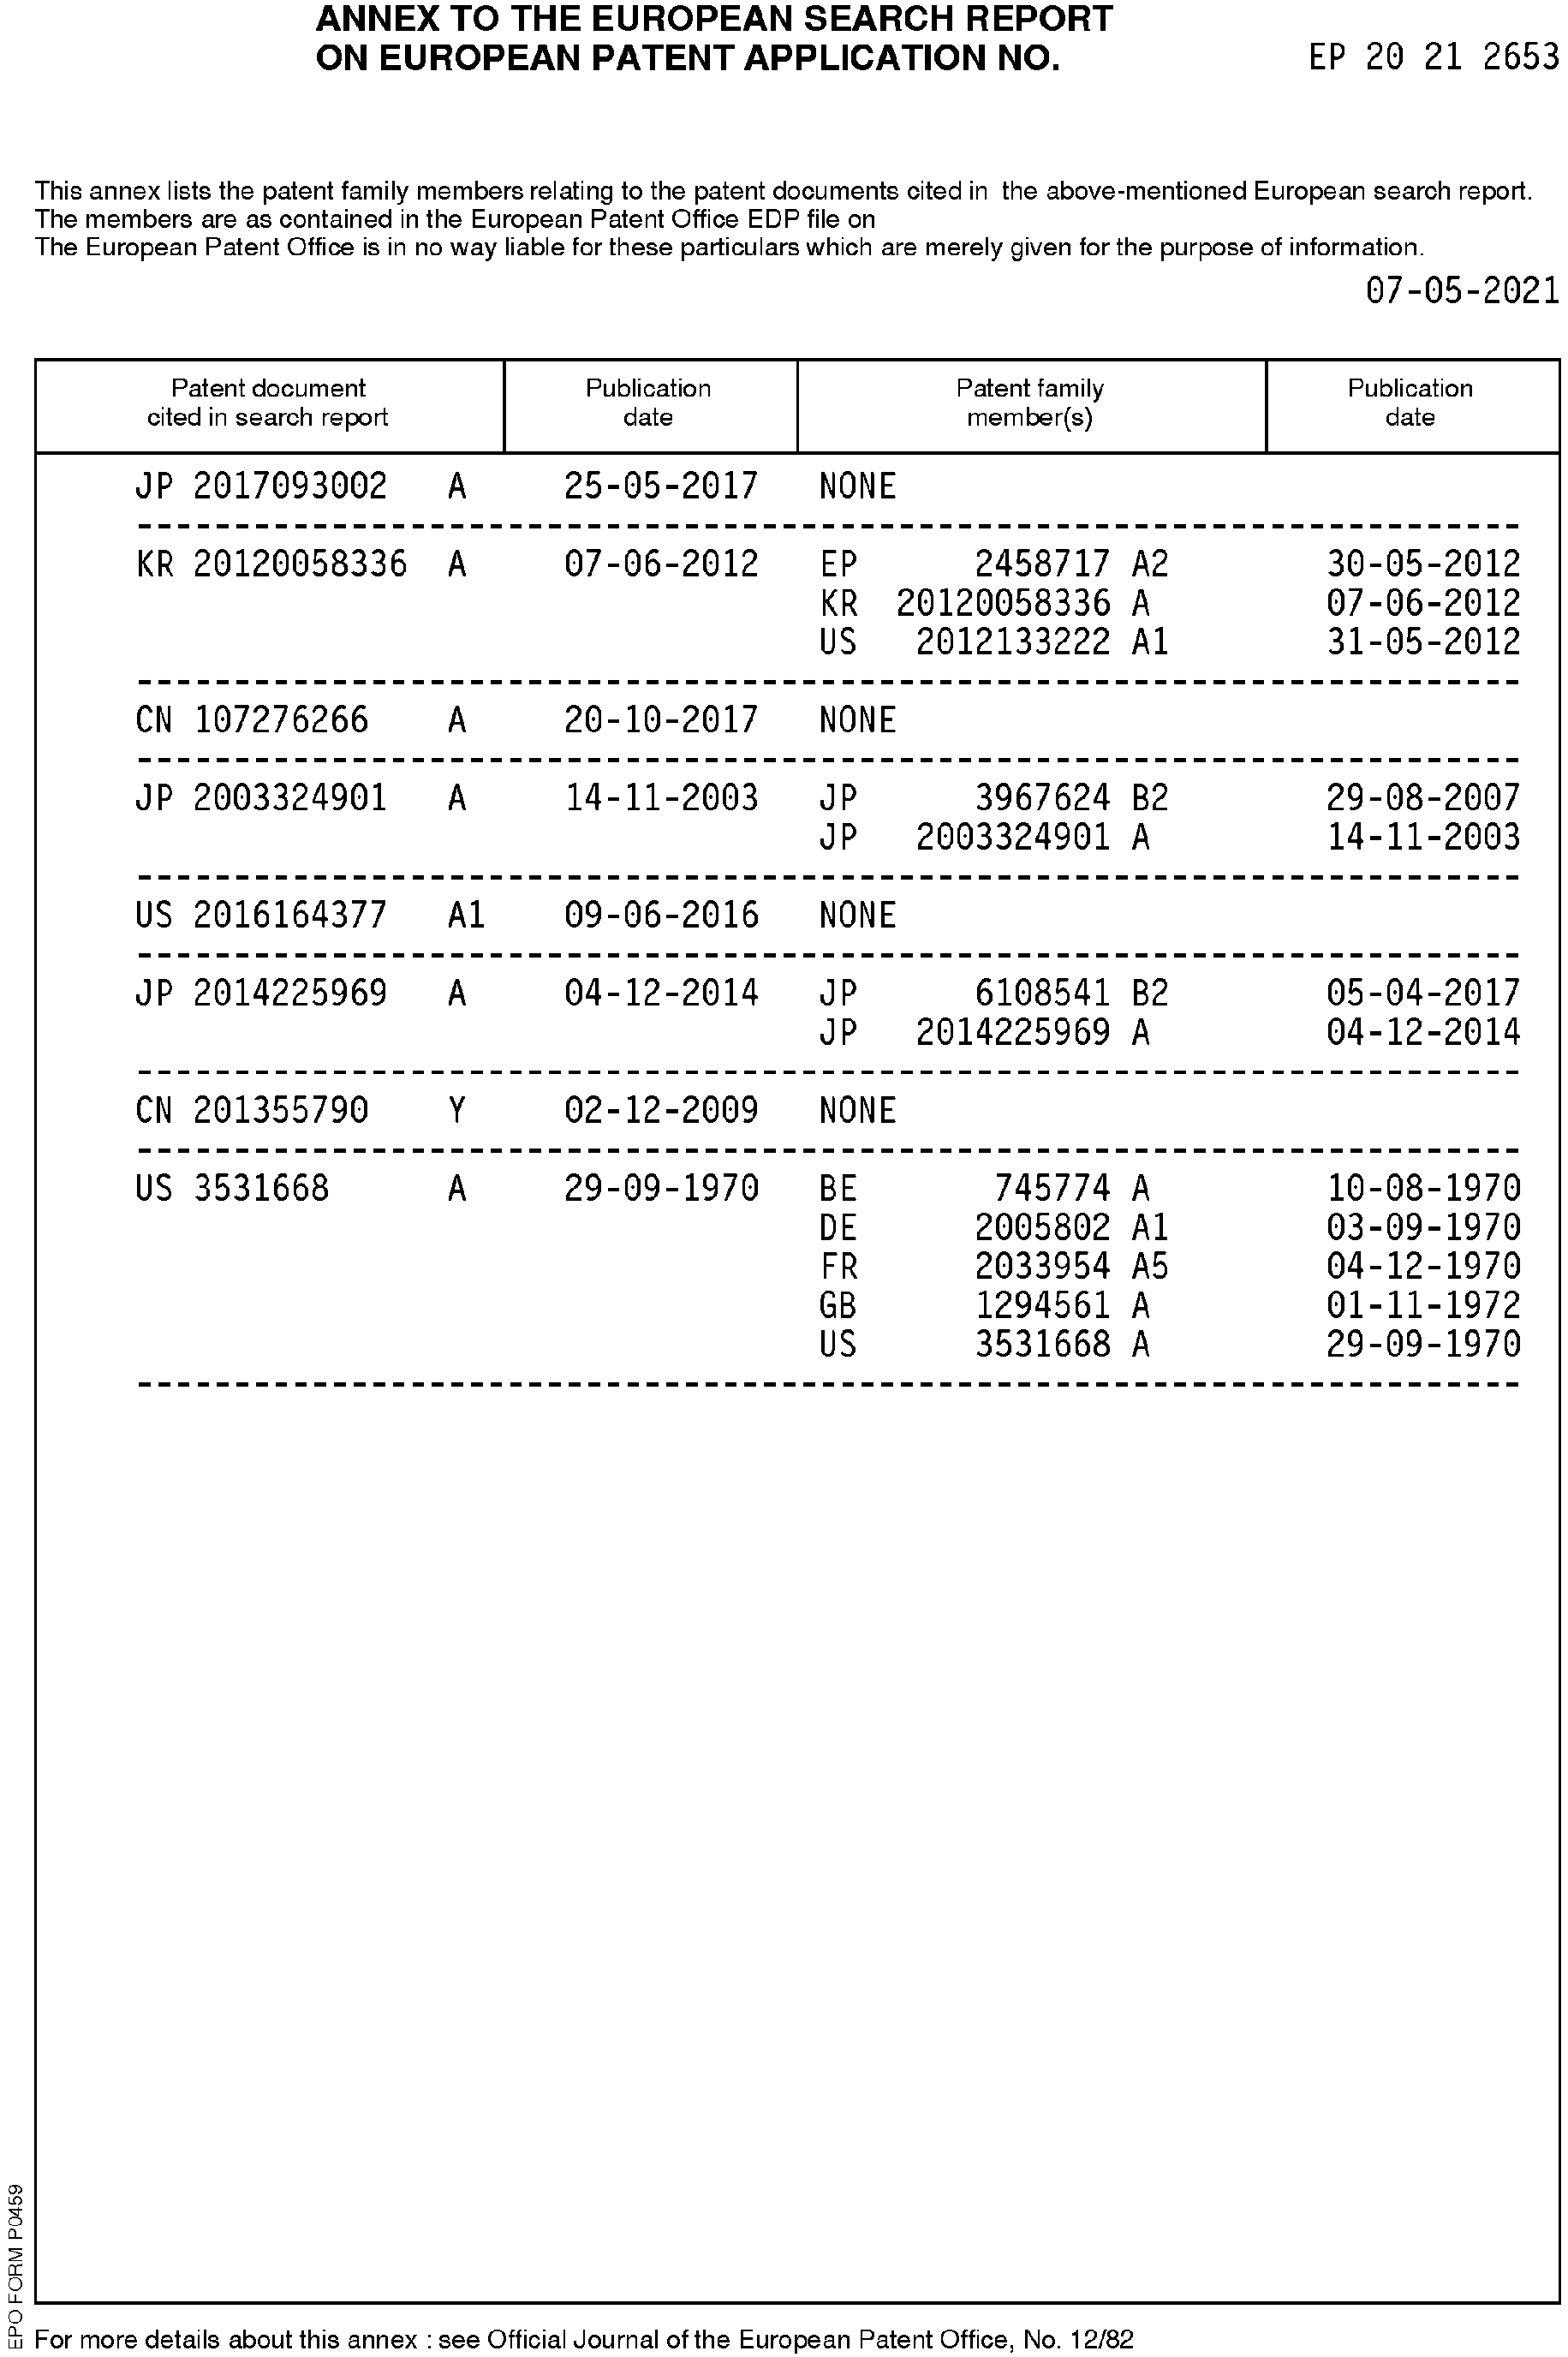 ANNEX TO THE EUROPEAN SEARCH REPORT
ON EUROPEAN PATENT APPLICATION NO. EP 20 21 2653
This annex lists the patent family members relating to the patent documents cited in the above-mentioned European search report.
The members are as contained in the European Patent Office EDP file on
The European Patent Office is in no way liable for these particulars which are merely given for the purpose of information.
07-05-2021
Patent document cited in search report Publication date Patent family member(s) Publication date
JP 2017093002 A 25-05-2017 NONE
KR 20120058336 A 07-06-2012 EP 2458717 A2 30-05-2012
KR 20120058336 A 07-06-2012
US 2012133222 A1 31-05-2012
CN 107276266 A 20-10-2017 NONE
JP 2003324901 A 14-11-2003 JP 3967624 B2 29-08-2007
JP 2003324901 A 14-11-2003
US 2016164377 A1 09-06-2016 NONE
JP 2014225969 A 04-12-2014 JP 6108541 B2 05-04-2017
JP 2014225969 A 04-12-2014
CN 201355790 Y 02-12-2009 NONE
US 3531668 A 29-09-1970 BE 745774 A 10-08-1970
DE 2005802 A1 03-09-1970
FR 2033954 A5 04-12-1970
GB 1294561 A 01-11-1972
US 3531668 A 29-09-1970
EPO FORM P0459
For more details about this annex : see Official Journal of the European Patent Office, No. 12/82